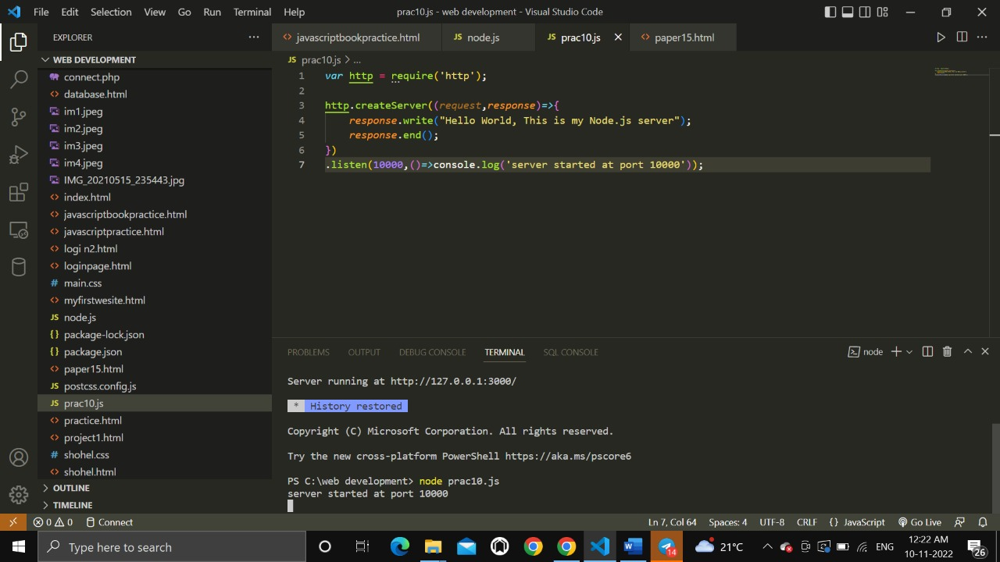 File Edit Selection View Go Run Terminal Help
prac10.js - web development - Visual Studio Code
EXPLORER
WEB DEVELOPMENT
connect.php
database.html
im1.jpeg
im2.jpeg
im3.jpeg
im4.jpeg
IMG_20210515_235443.jpg
index.html
javascriptbookpractice.html
javascriptpractice.html
logi n2.html
loginpage.html
main.css
myfirstwesite.html
node.js
package-lock.json
package.json
paper15.html
postcss.config.js
prac10.js
practice.html
project1.html
shohel.css
shohel.html
OUTLINE
TIMELINE
javascriptbookpractice.html JS node.js JS prac10.js paper15.html
JS prac10.js > ...
1 var http = require('http');
2
3 http.createServer((request,response)=>{
4 response.write("Hello World, This is my Node.js server");
5 response.end();
6 })
7 .listen(10000,()=>console.log('server started at port 10000'));
PROBLEMS OUTPUT DEBUG CONSOLE TERMINAL SQL CONSOLE
node
Server running at http://127.0.0.1:3000/
* History restored
Copyright (C) Microsoft Corporation. All rights reserved.
Try the new cross-platform PowerShell https://aka.ms/pscore6
PS C:\web development> node prac10.js
server started at port 10000
0 0 Connect
Ln 7, Col 64 Spaces: 4 UTF-8 CRLF {} JavaScript Go Live
Type here to search
14
21°C
ENG
12:22 AM
10-11-2022
26